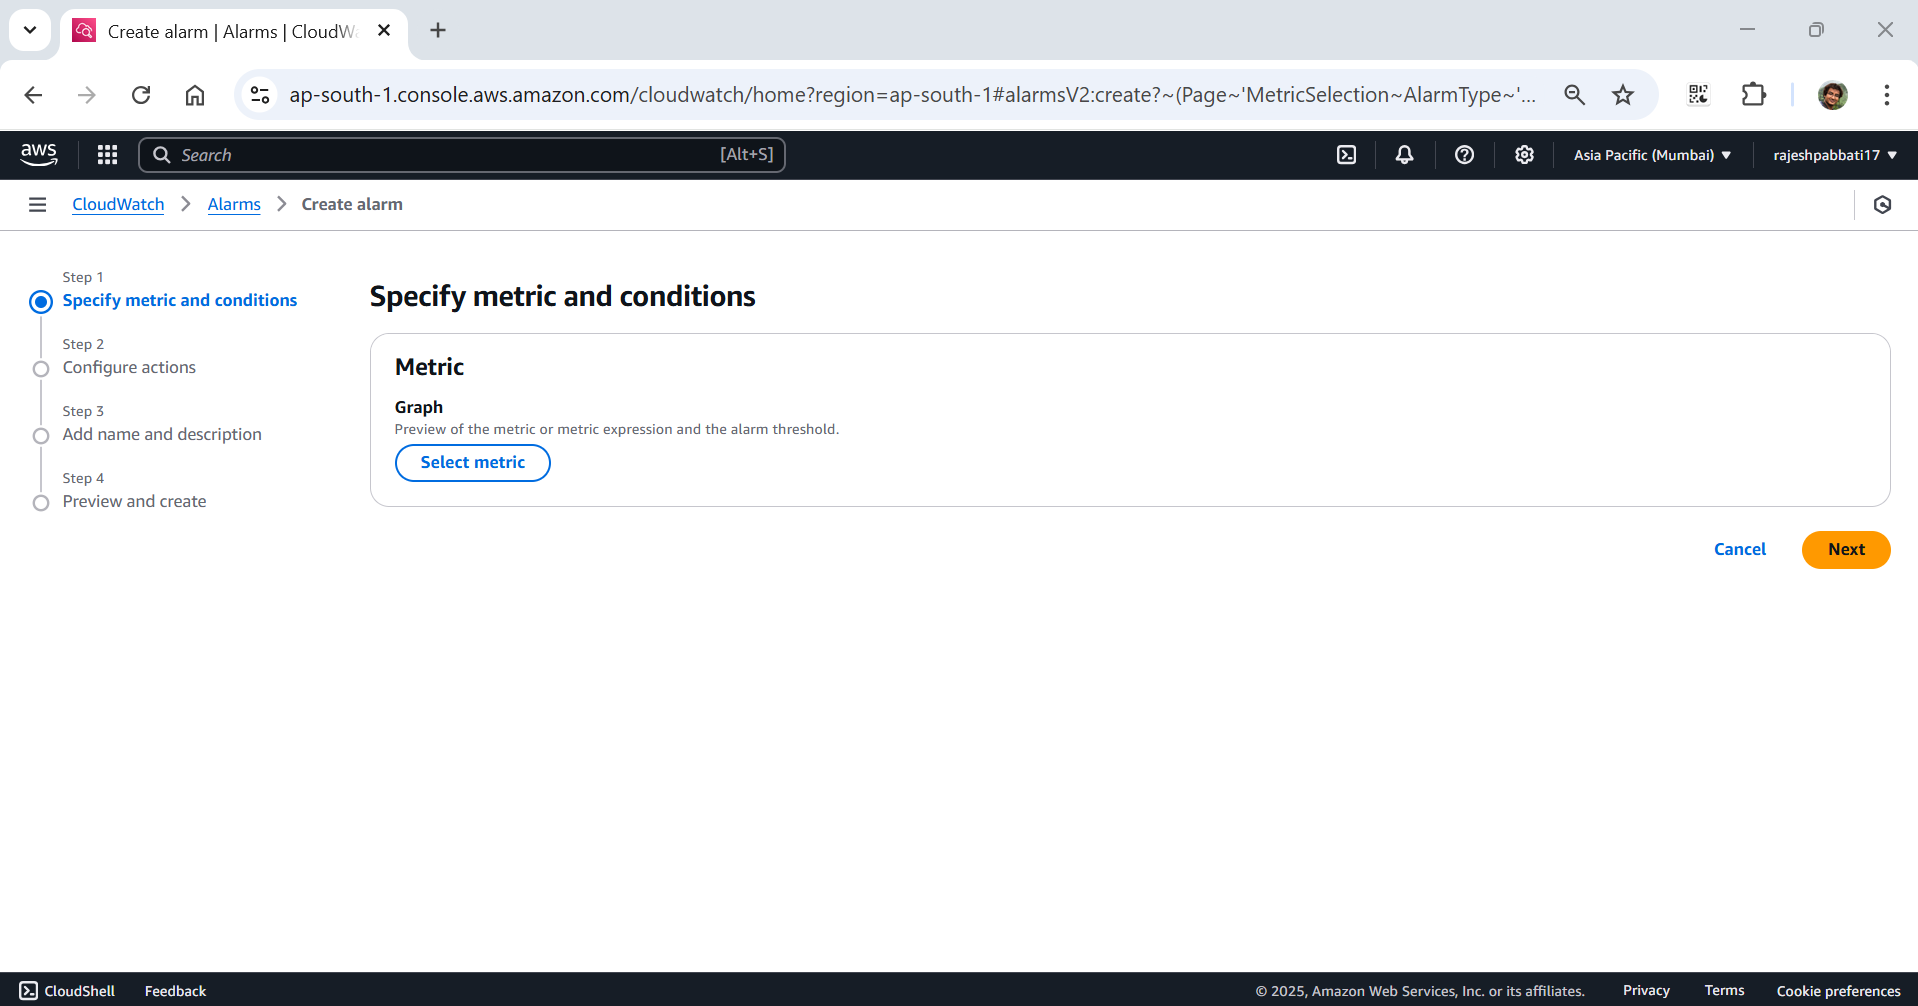 Create alarm | Alarms | CloudW
ap-south-1.console.aws.amazon.com/cloudwatch/home?region=ap-south-1#alarmsV2:create?~(Page~'MetricSelection~AlarmType~'...
aws
Search
[Alt+S]
Asia Pacific (Mumbai)
rajeshpabbati17
CloudWatch
Alarms
Create alarm
Step 1
Specify metric and conditions
Step 2
Configure actions
Step 3
Add name and description
Step 4
Preview and create
Specify metric and conditions
Metric
Graph
Preview of the metric or metric expression and the alarm threshold.
Select metric
Cancel
Next
CloudShell
Feedback
© 2025, Amazon Web Services, Inc. or its affiliates.
Privacy
Terms
Cookie preferences